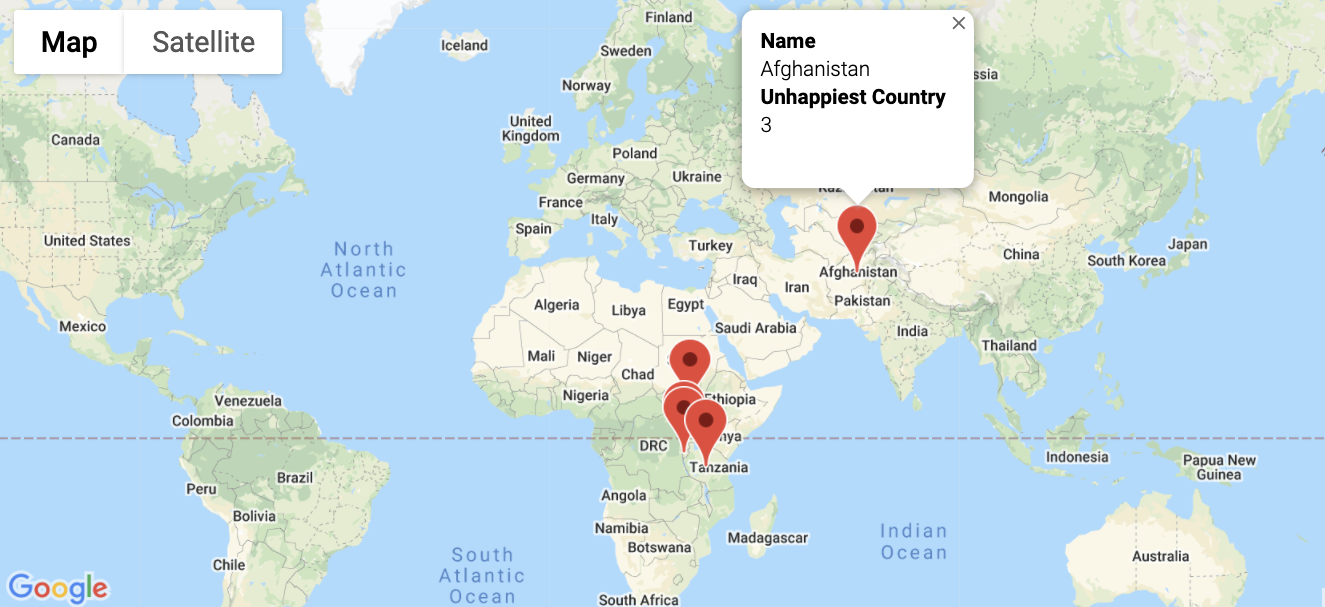 Map
Satellite
Name
Afghanistan
Unhappiest Country
3
Finland
Iceland
Sweden
Norway
Canada
United
Kingdom
Poland
Germany
Ukraine
France
Mongolia
Italy
Spain
United States
Turkey
Japan
North
Atlantic
Ocean
China
South Korea
Afghanistan
Iraq
Iran
Pakistan
Algeria
Libya
Egypt
Mexico
Saudi Arabia
India
Thailand
Mali
Niger
Chad
Nigeria
Ethiopia
Venezuela
Colombia
DRC
Indonesia
Papua New
Guinea
Tanzania
Brazil
Peru
Angola
Bolivia
Namibia
Botswana
Madagascar
Indian
Ocean
Australia
Chile
South
Atlantic
Ocean
South Africa
Google